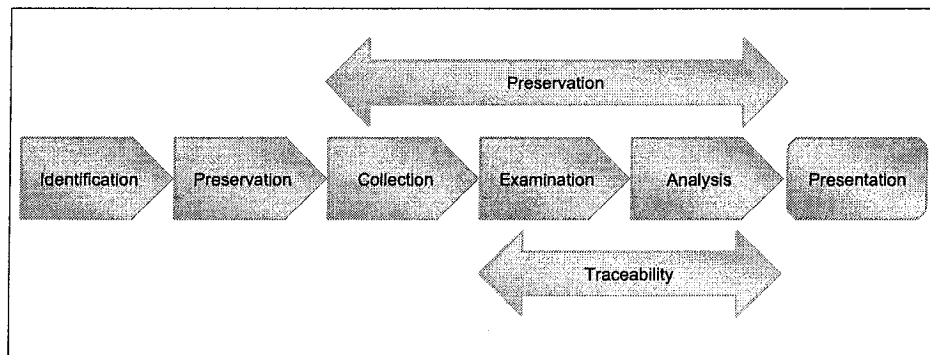 Preservation
Identification Preservation Collection Examination Analysis Presentation
Traceability